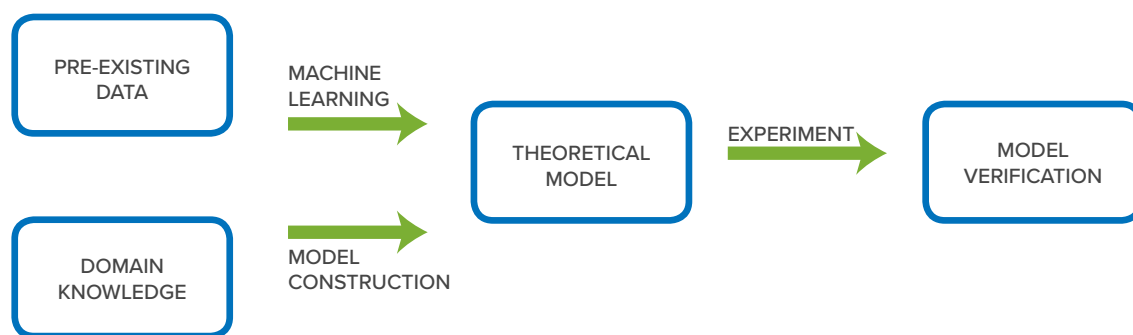 PRE-EXISTING
DATA
MACHINE
LEARNING
DOMAIN
KNOWLEDGE
MODEL
CONSTRUCTION
THEORETICAL
MODEL
EXPERIMENT
MODEL
VERIFICATION